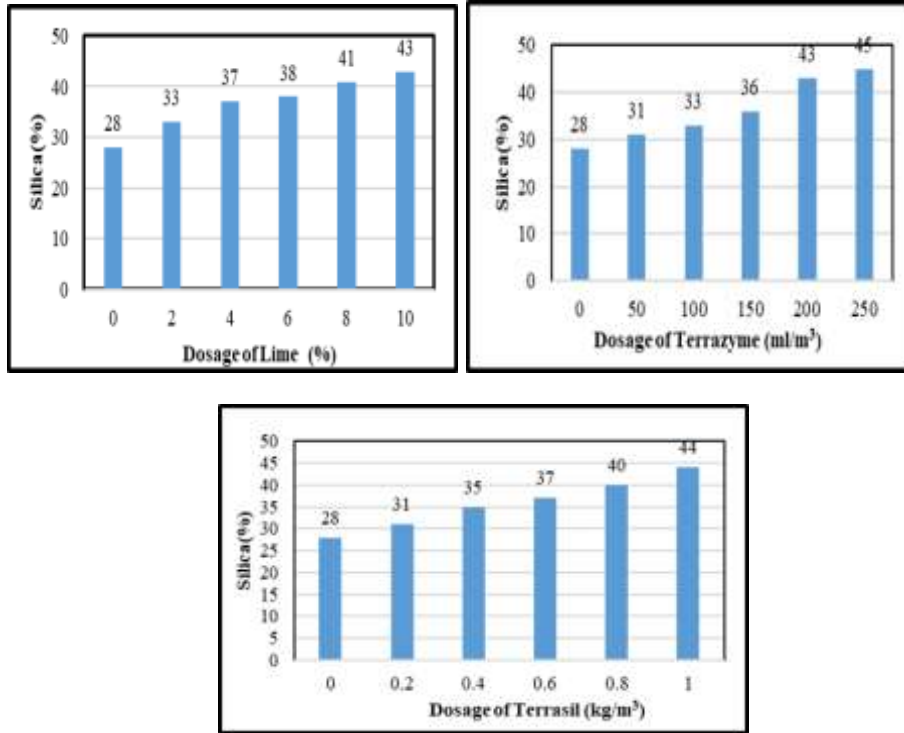 50
40
30
20
10
0
Silica (%)
28 33 37 38 41 43
0 2 4 6 8 10
Dosage of Lime (%)
50
40
30
20
10
0
Silica (%)
28 31 33 36 43 45
0 50 100 150 200 250
Dosage of Terrazyme (ml/m³)
50
45
40
35
30
25
20
15
10
5
0
Silica(%)
28 31 35 37 40 44
0 0.2 0.4 0.6 0.8 1
Dosage of Terrasil (kg/m³)